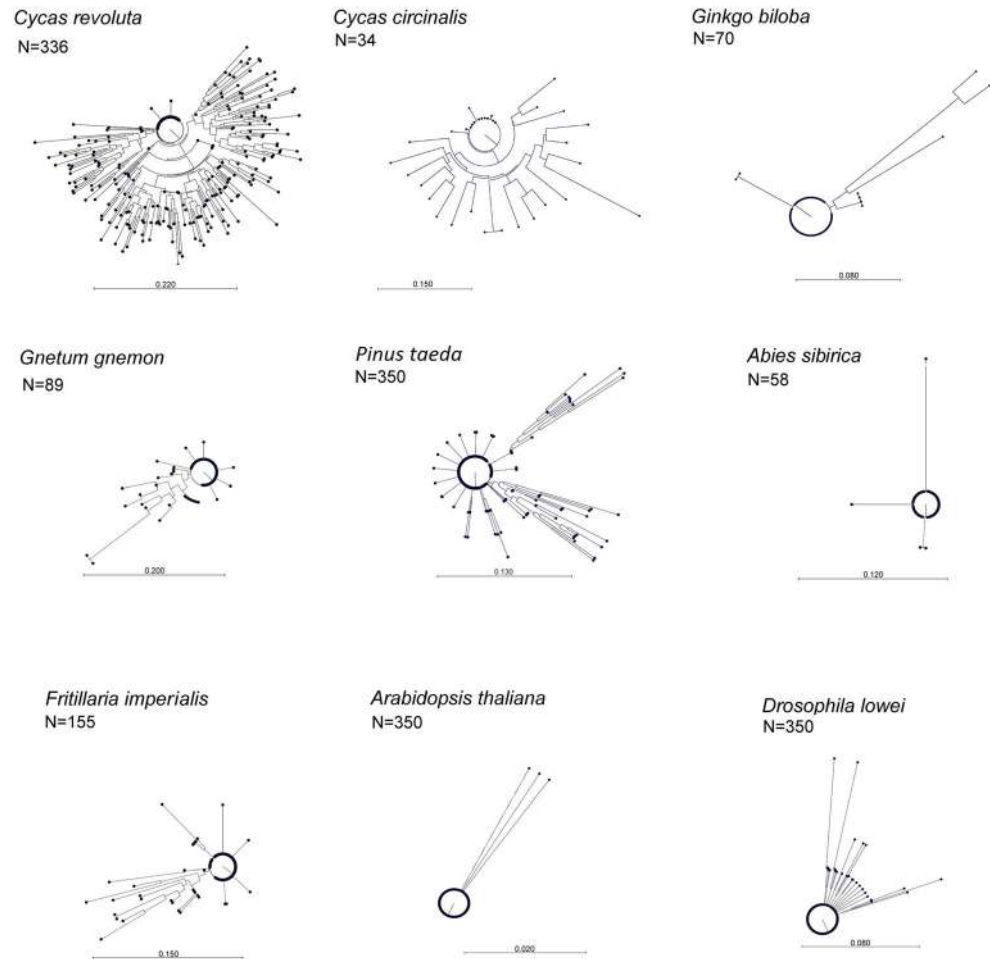 Cycas revoluta
N=336
Cycas circinalis
N=34
Ginkgo biloba
N=70
0.220
0.150
0.080
Gnetum gnemon
N=89
Pinus taeda
N=350
Abies sibirica
N=58
0.200
0.130
0.120
Fritillaria imperialis
N=155
Arabidopsis thaliana
N=350
Drosophila lowei
N=350
0.150
0.020
0.080